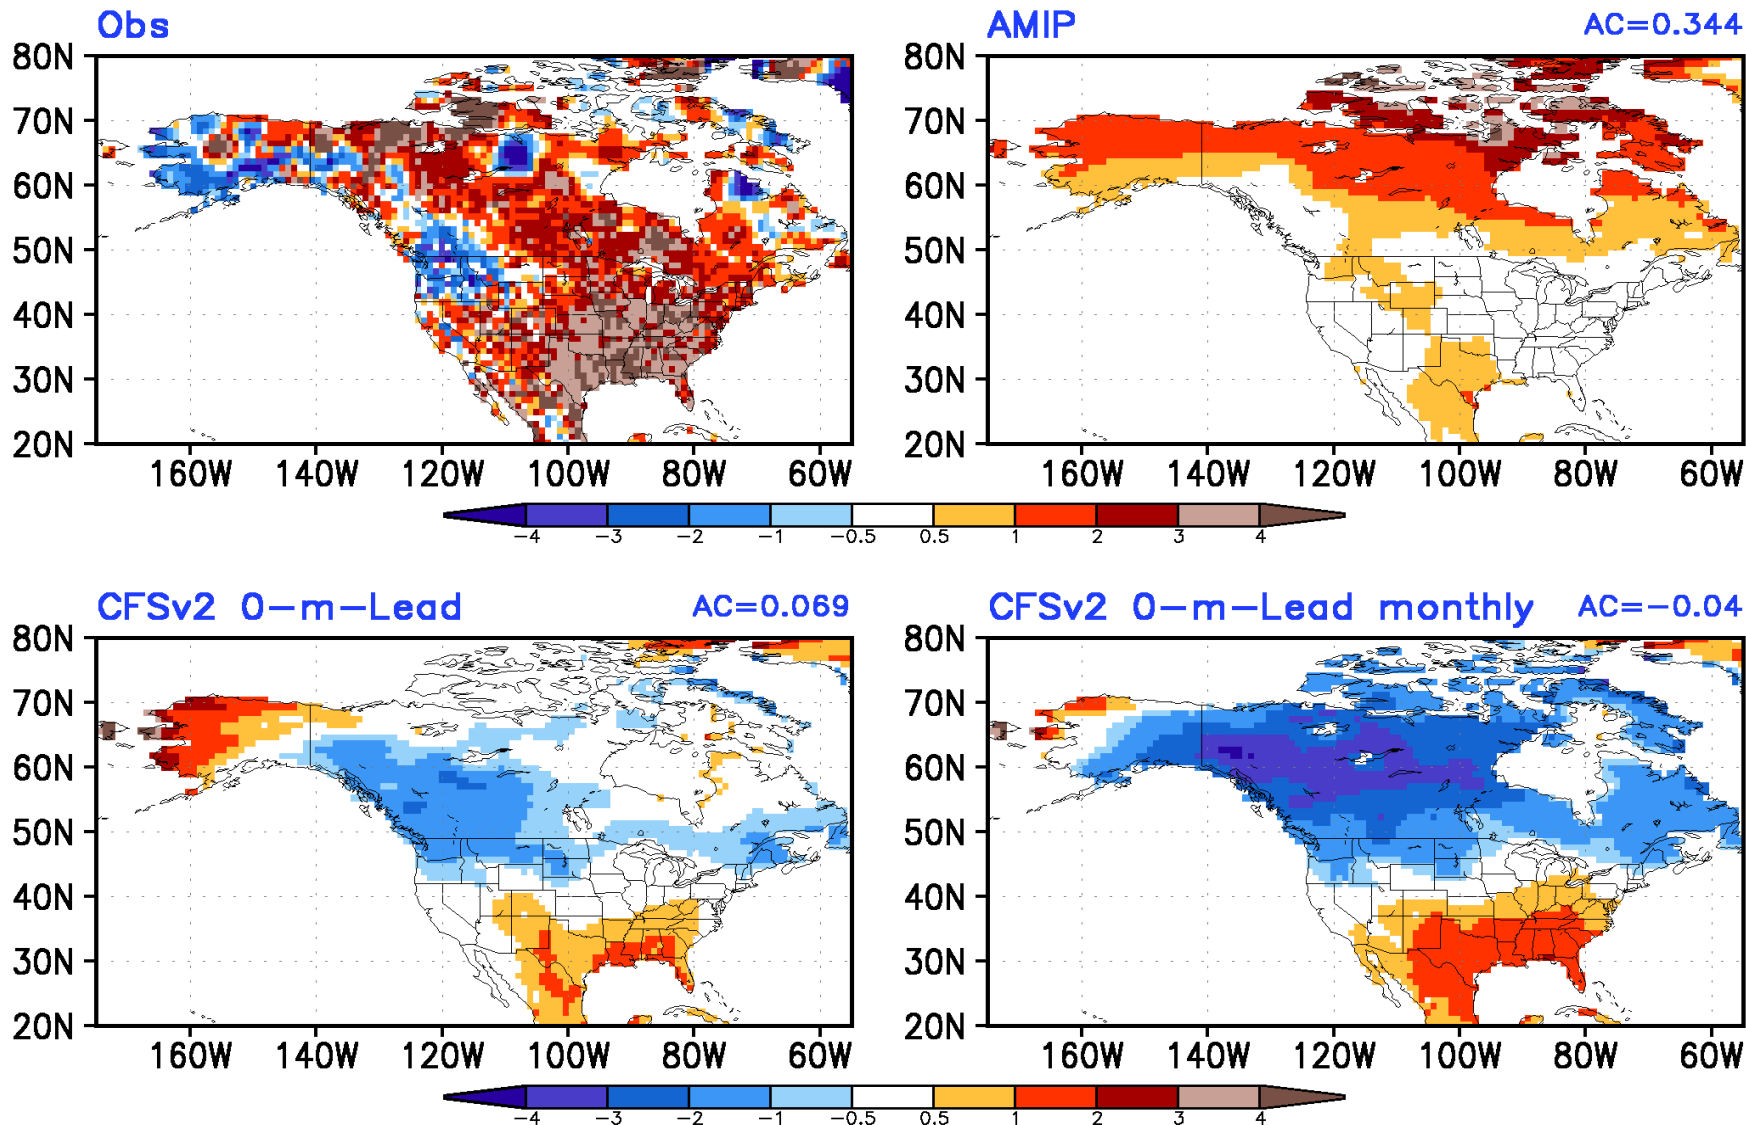 Obs
AMIP AC=0.344
80N 80N
70N 70N
60N 60N
50N 50N
40N 40N
30N 30N
20N 20N
160W 140W 120W 100W 80W 60W 160W 140W 120W 100W 80W 60W
-4 -3 -2 -1 -0.5 0.5 1 2 3 4
CFSv2 0-m-Lead AC=0.069
CFSv2 0-m-Lead monthly AC=-0.04
80N 80N
70N 70N
60N 60N
50N 50N
40N 40N
30N 30N
20N 20N
160W 140W 120W 100W 80W 60W 160W 140W 120W 100W 80W 60W
-4 -3 -2 -1 -0.5 0.5 1 2 3 4